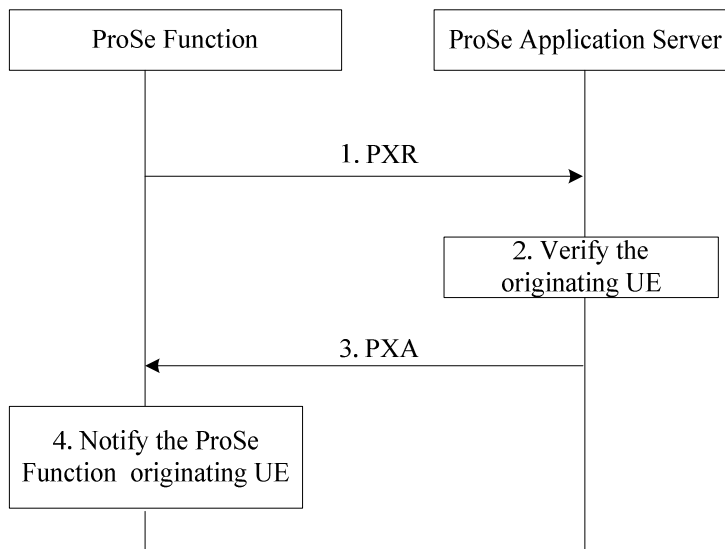 ProSe Function
ProSe Application Server
1. PXR
2. Verify the
originating UE
3. PXA
4. Notify the ProSe
Function originating UE